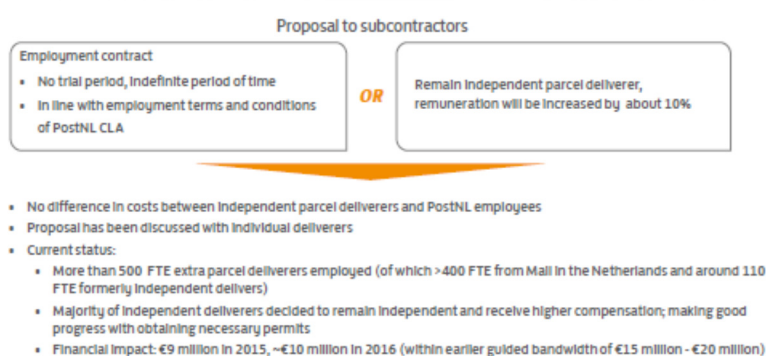 Proposal to subcontractors
Employment contract
• No trial period, indefinite period of time
• In line with employment terms and conditions
of PostNL CLA
OR
Remain independent parcel deliverer,
remuneration will be increased by about 10%
• No difference in costs between independent parcel deliverers and PostNL employees
• Proposal has been discussed with individual deliverers
• Current status:
• More than 500 FTE extra parcel deliverers employed (of which >400 FTE from Mail in the Netherlands and around 110
FTE formerly independent delivers)
• Majority of independent deliverers decided to remain independent and receive higher compensation; making good
progress with obtaining necessary permits
• Financial impact: €9 million in 2015, ~€10 million in 2016 (within earlier guided bandwidth of €15 million - €20 million)